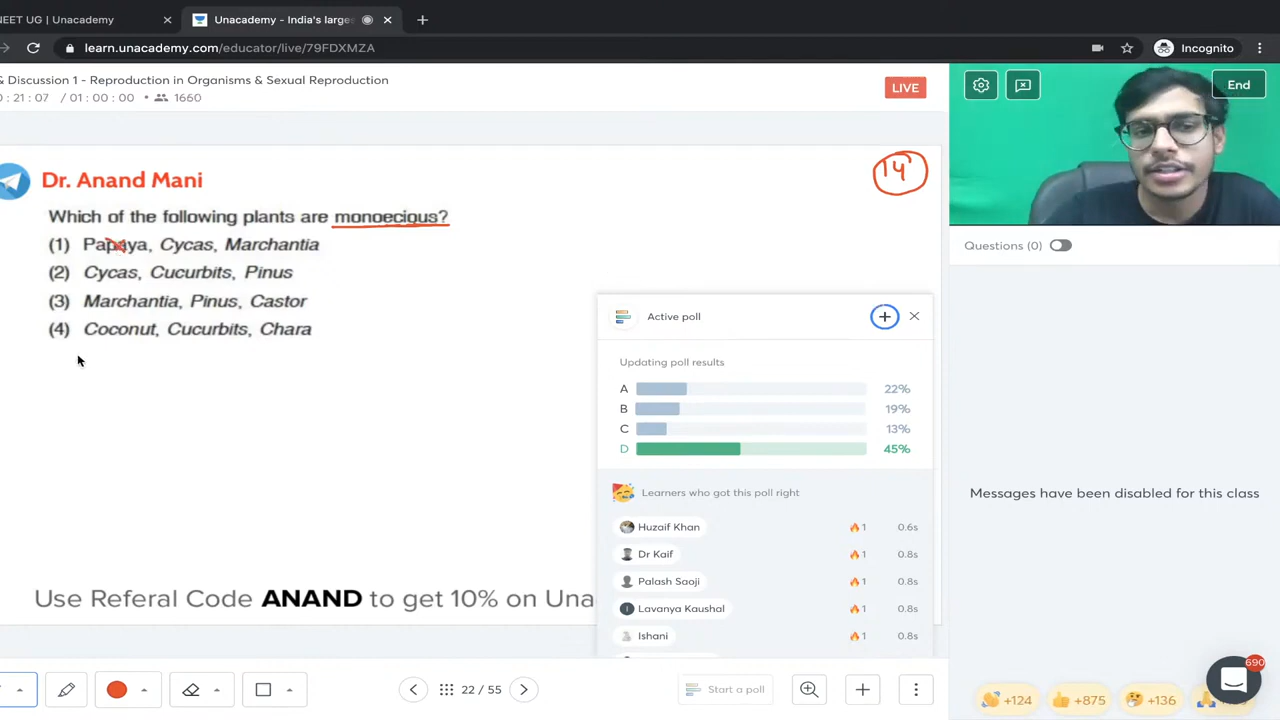 NEET UG | Unacademy
Unacademy - India's larges
learn.unacademy.com/educator/live/79FDXMZA
Incognito
& Discussion 1 - Reproduction in Organisms & Sexual Reproduction
0 : 21 : 07 / 01 : 00 : 00 • 1660
LIVE
End
Dr. Anand Mani
14
Which of the following plants are monoecious?
(1) Papaya, Cycas, Marchantia
(2) Cycas, Cucurbits, Pinus
(3) Marchantia, Pinus, Castor
(4) Coconut, Cucurbits, Chara
Questions (0)
Active poll
Updating poll results
A 22%
B 19%
C 13%
D 45%
Learners who got this poll right
Huzaif Khan 1 0.6s
Dr Kaif 1 0.8s
Palash Saoji 1 0.8s
I Lavanya Kaushal 1 0.8s
Ishani 1 0.8s
Messages have been disabled for this class
Use Referal Code ANAND to get 10% on Una
22 / 55
Start a poll
690
+124 +875 +136